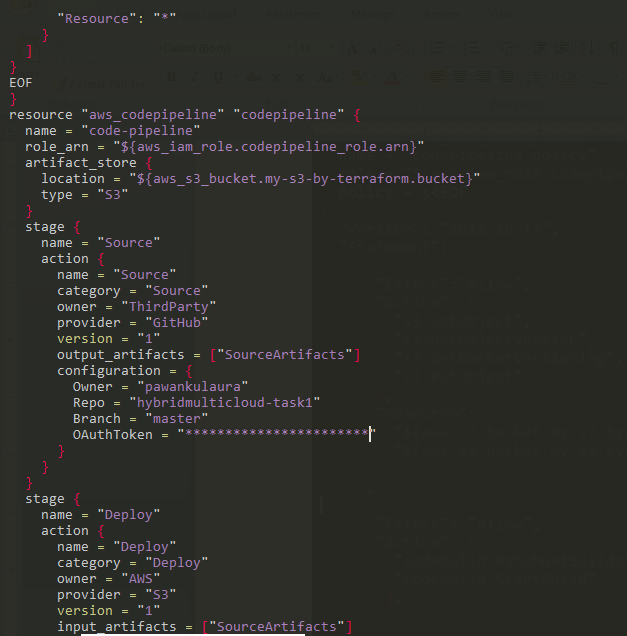 "Resource": "*"
}
]
}
EOF
}
resource "aws_codepipeline" "codepipeline" {
name = "code-pipeline"
role_arn = "${aws_iam_role.codepipeline_role.arn}"
artifact_store {
location = "${aws_s3_bucket.my-s3-by-terraform.bucket}"
type = "S3"
}
stage {
name = "Source"
action {
name = "Source"
category = "Source"
owner = "ThirdParty"
provider = "GitHub"
version = "1"
output_artifacts = ["SourceArtifacts"]
configuration = {
Owner = "pawankulaura"
Repo = "hybridmulticloud-task1"
Branch = "master"
OAuthToken = "************************"
}
}
}
stage {
name = "Deploy"
action {
name = "Deploy"
category = "Deploy"
owner = "AWS"
provider = "S3"
version = "1"
input_artifacts = ["SourceArtifacts"]